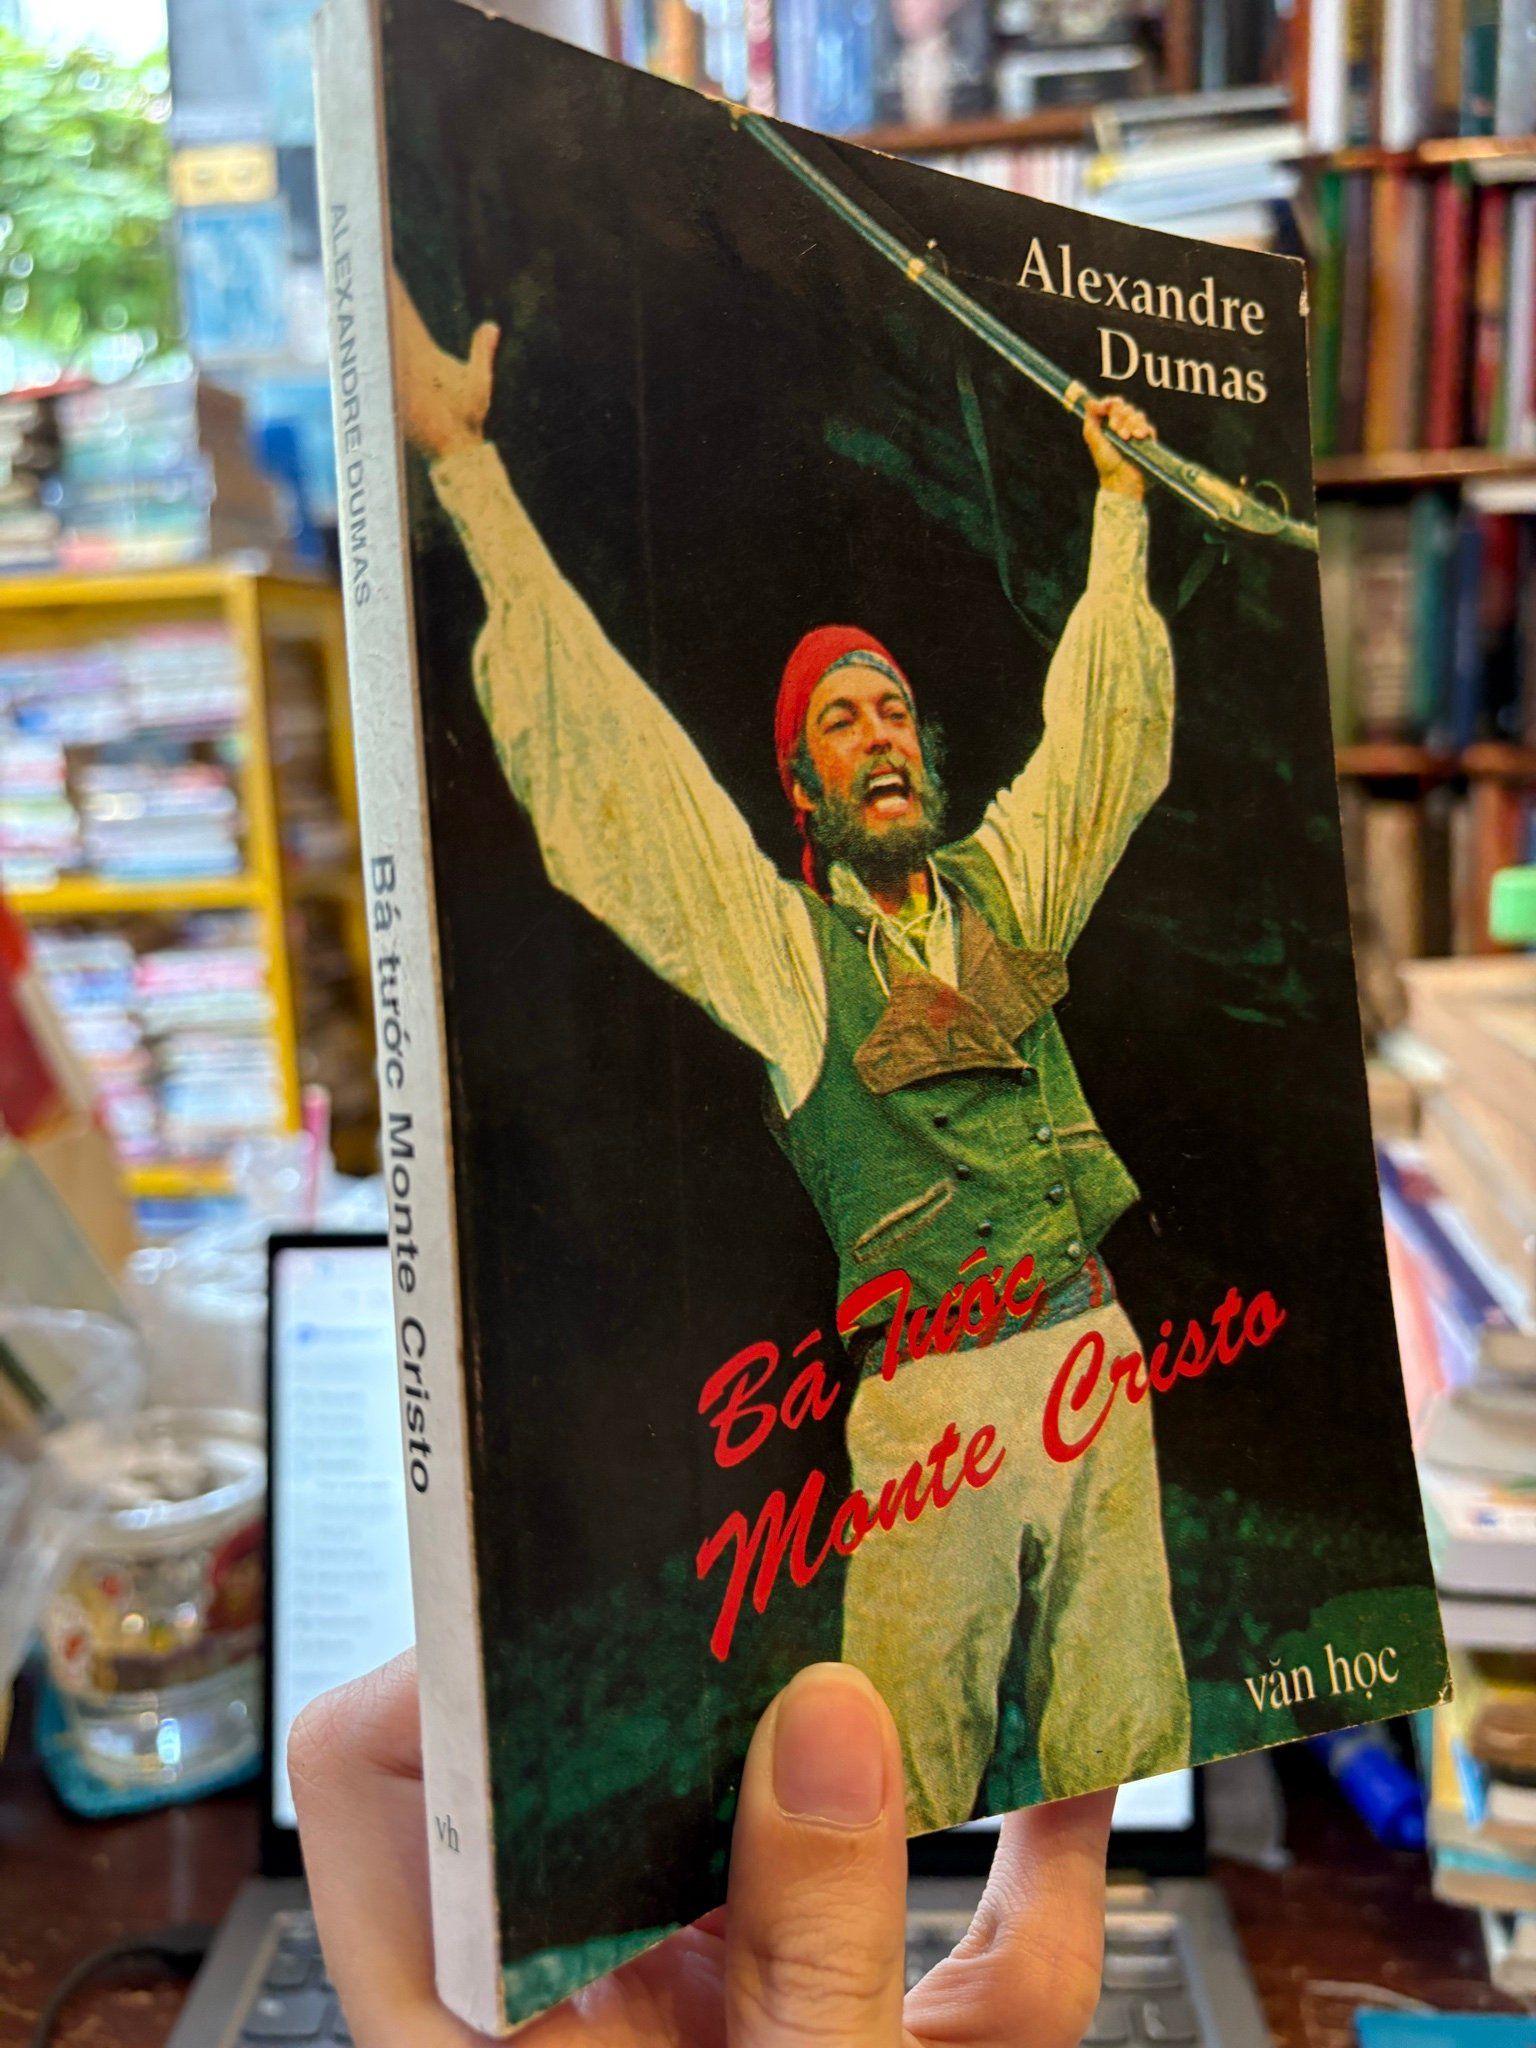 ALEXANDRE DUMAS
Bá tước Monte Cristo
vh
Alexandre
Dumas
Bá Tước
Monte Cristo
văn học